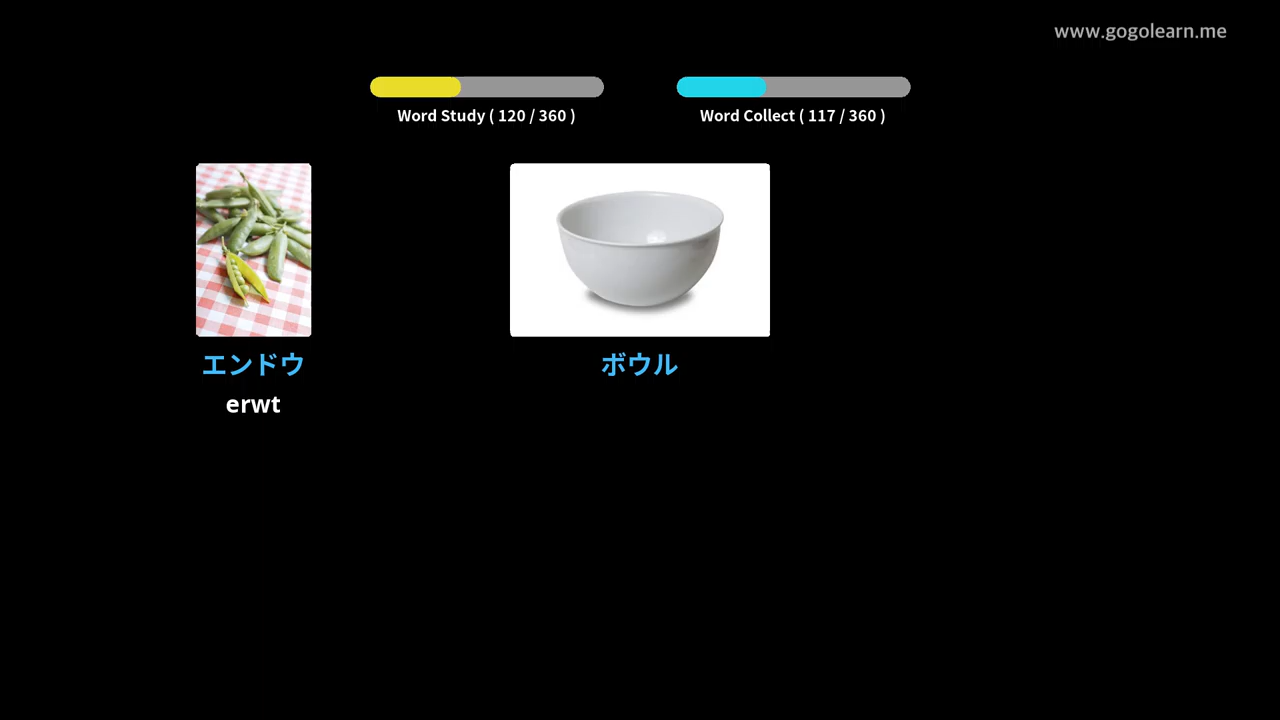 www.gogolearn.me
Word Study ( 120 / 360 )
Word Collect ( 117 / 360 )
エンドウ
erwt
ボウル